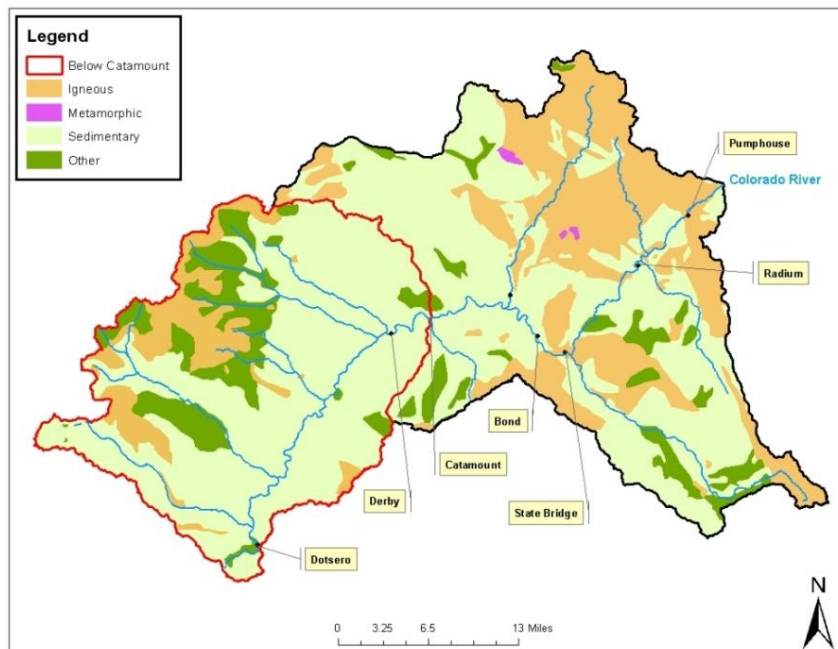 Legend
Below Catamount
Igneous
Metamorphic
Sedimentary
Other
Pumphouse
Colorado River
Radium
Bond
Catamount
Derby
State Bridge
Dotsero
N
0 3.25 6.5 13 Miles